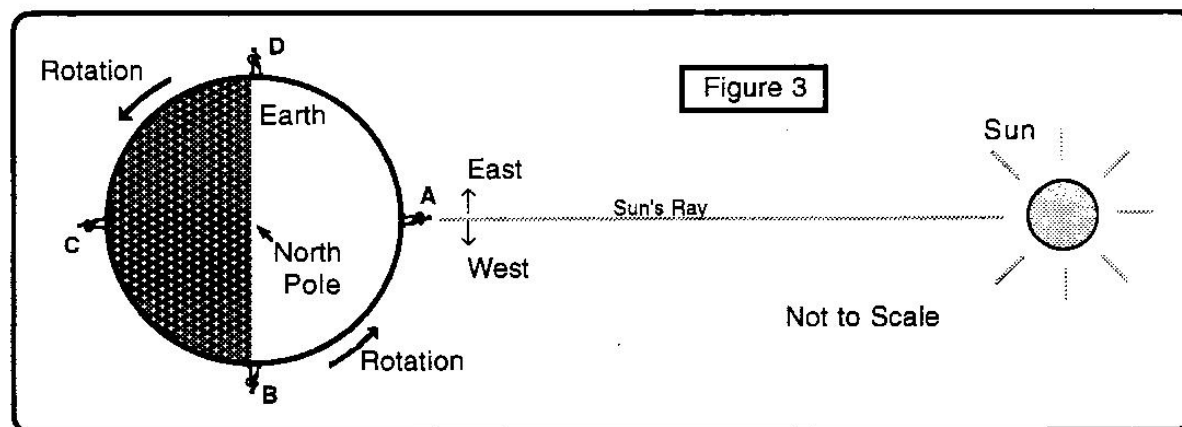 D
Rotation
Figure 3
Earth
Sun
East
A
Sun's Ray
C
North
Pole
West
Not to Scale
Rotation
B